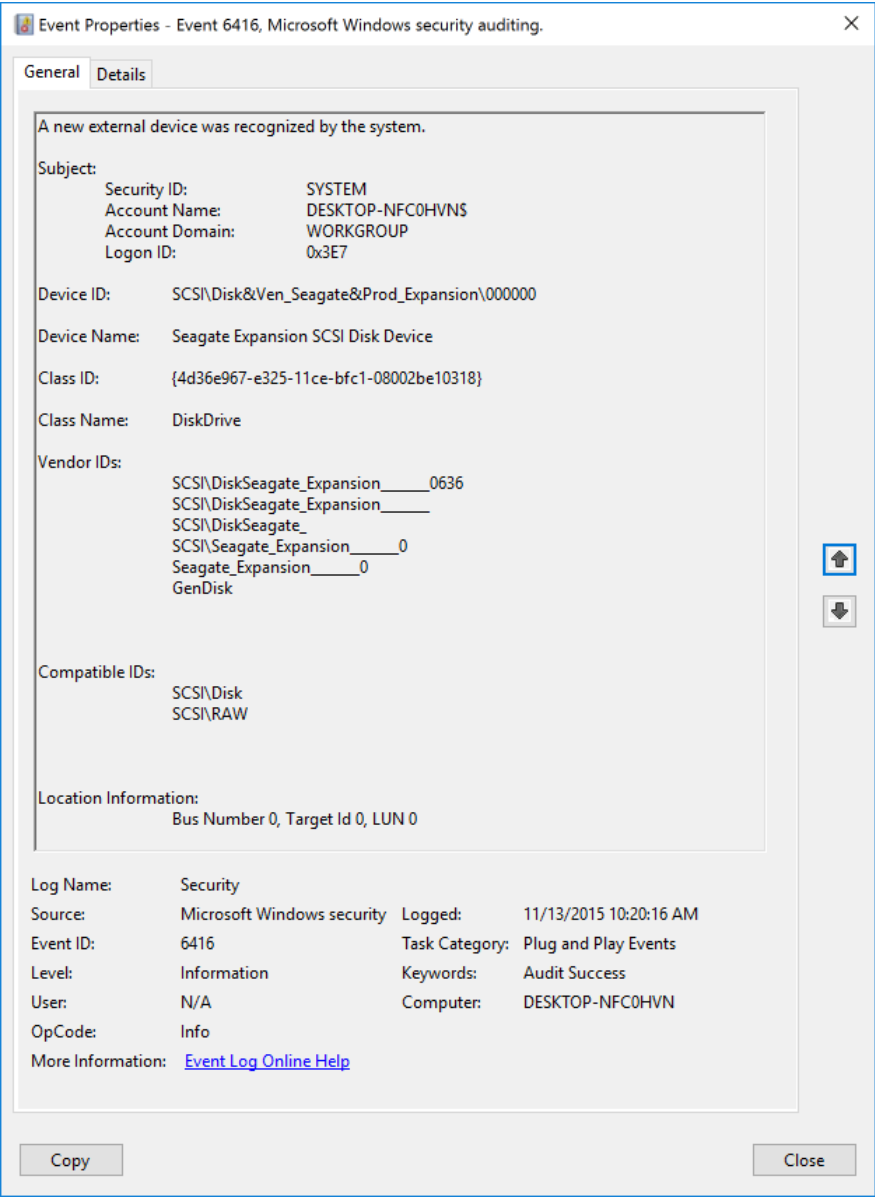 Event Properties - Event 6416, Microsoft Windows security auditing.
General Details
A new external device was recognized by the system.
Subject:
Security ID: SYSTEM
Account Name: DESKTOP-NFC0HVN$
Account Domain: WORKGROUP
Logon ID: 0x3E7
Device ID: SCSI\Disk&Ven_Seagate&Prod_Expansion\000000
Device Name: Seagate Expansion SCSI Disk Device
Class ID: {4d36e967-e325-11ce-bfc1-08002be10318}
Class Name: DiskDrive
Vendor IDs:
SCSI\DiskSeagate_Expansion_______0636
SCSI\DiskSeagate_Expansion_______
SCSI\DiskSeagate_
SCSI\Seagate_Expansion_______0
Seagate_Expansion_______0
GenDisk
Compatible IDs:
SCSI\Disk
SCSI\RAW
Location Information:
Bus Number 0, Target Id 0, LUN 0
Log Name: Security
Source: Microsoft Windows security Logged: 11/13/2015 10:20:16 AM
Event ID: 6416 Task Category: Plug and Play Events
Level: Information Keywords: Audit Success
User: N/A Computer: DESKTOP-NFC0HVN
OpCode: Info
More Information: Event Log Online Help
Copy Close